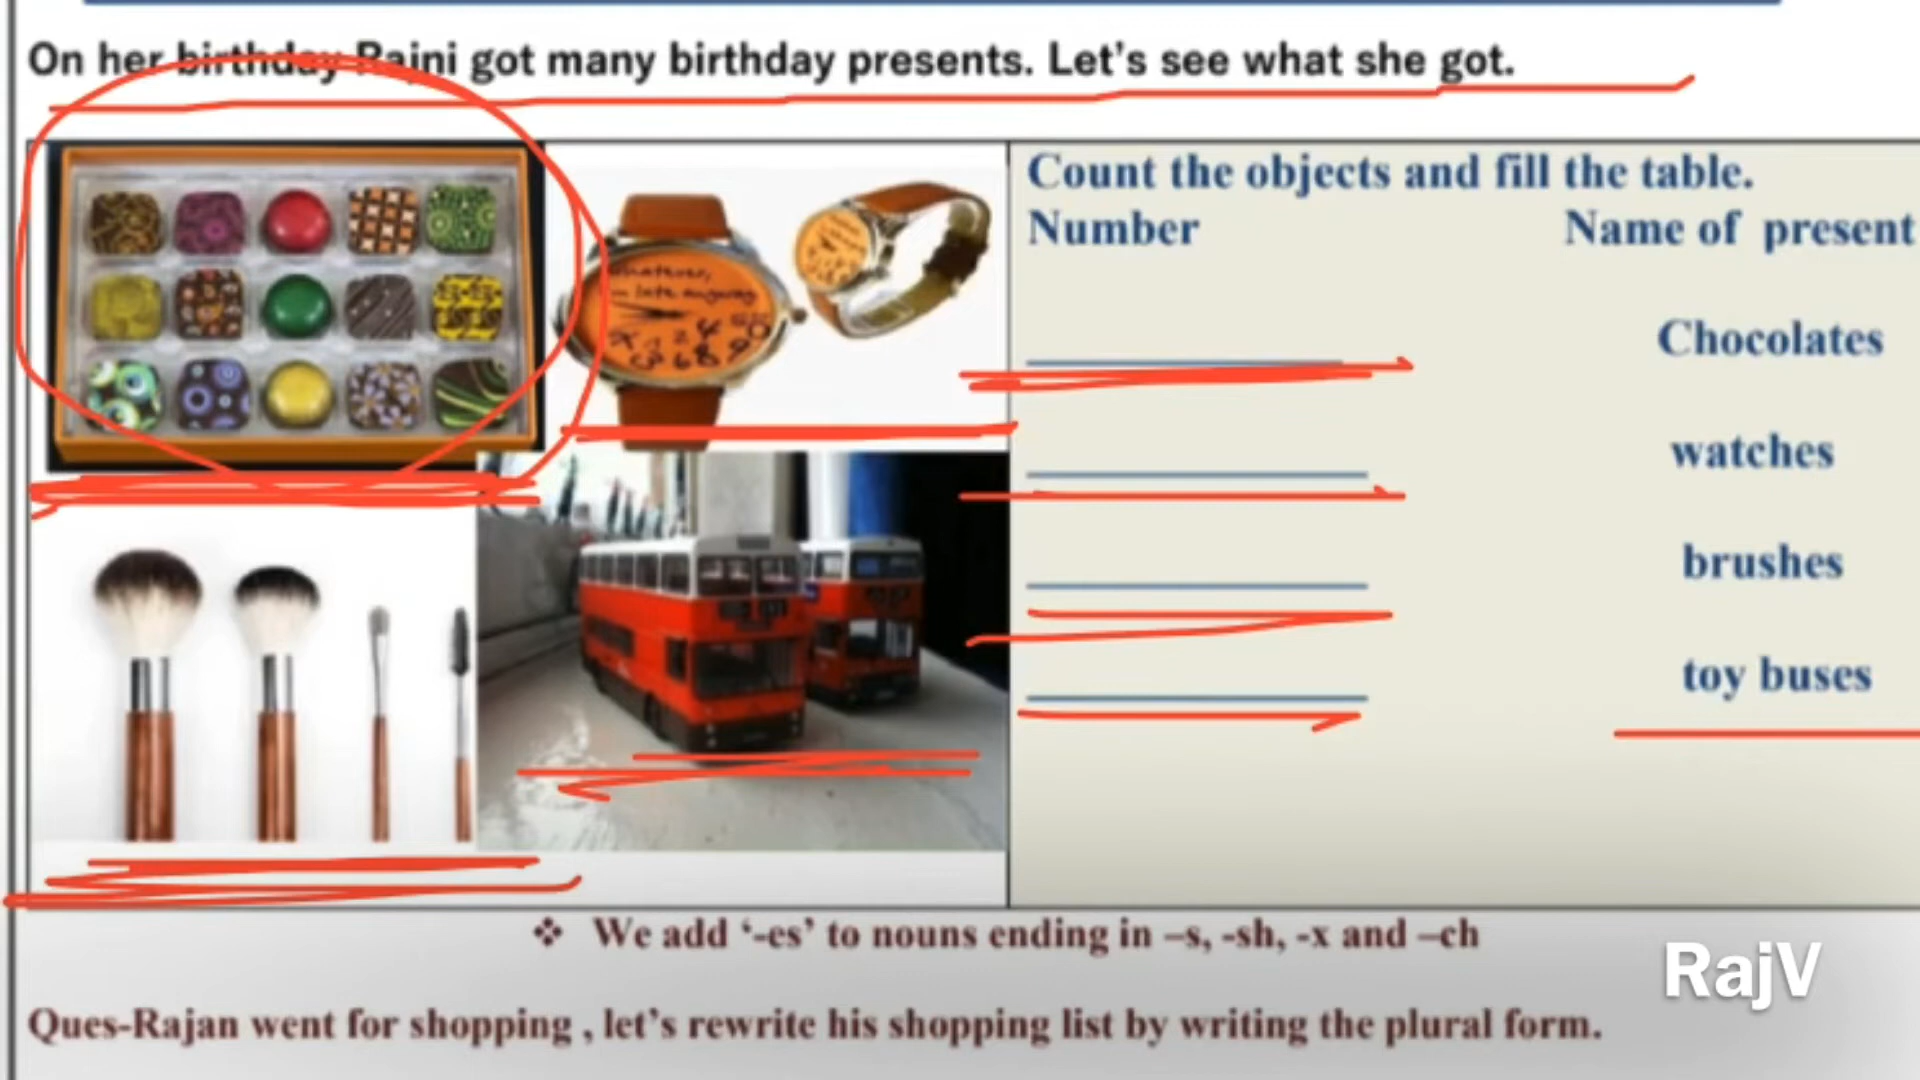 On her birthday Rajni got many birthday presents. Let's see what she got.
Count the objects and fill the table.
Number Name of present
Chocolates
watches
brushes
toy buses
❖ We add ‘-es’ to nouns ending in –s, -sh, -x and –ch
RajV
Ques-Rajan went for shopping , let’s rewrite his shopping list by writing the plural form.